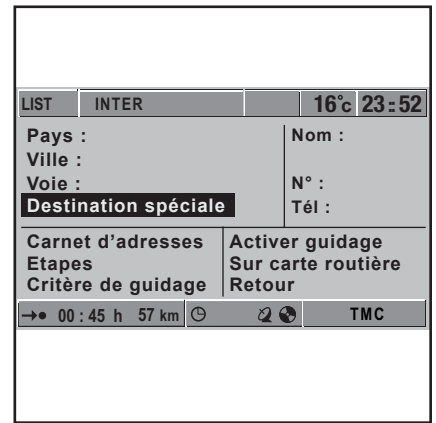 LIST INTER 16°c 23:52
Pays : Nom :
Ville :
Voie : N° :
Destination spéciale Tél :
Carnet d’adresses Activer guidage
Etapes Sur carte routière
Critère de guidage Retour
00 : 45 h 57 km TMC